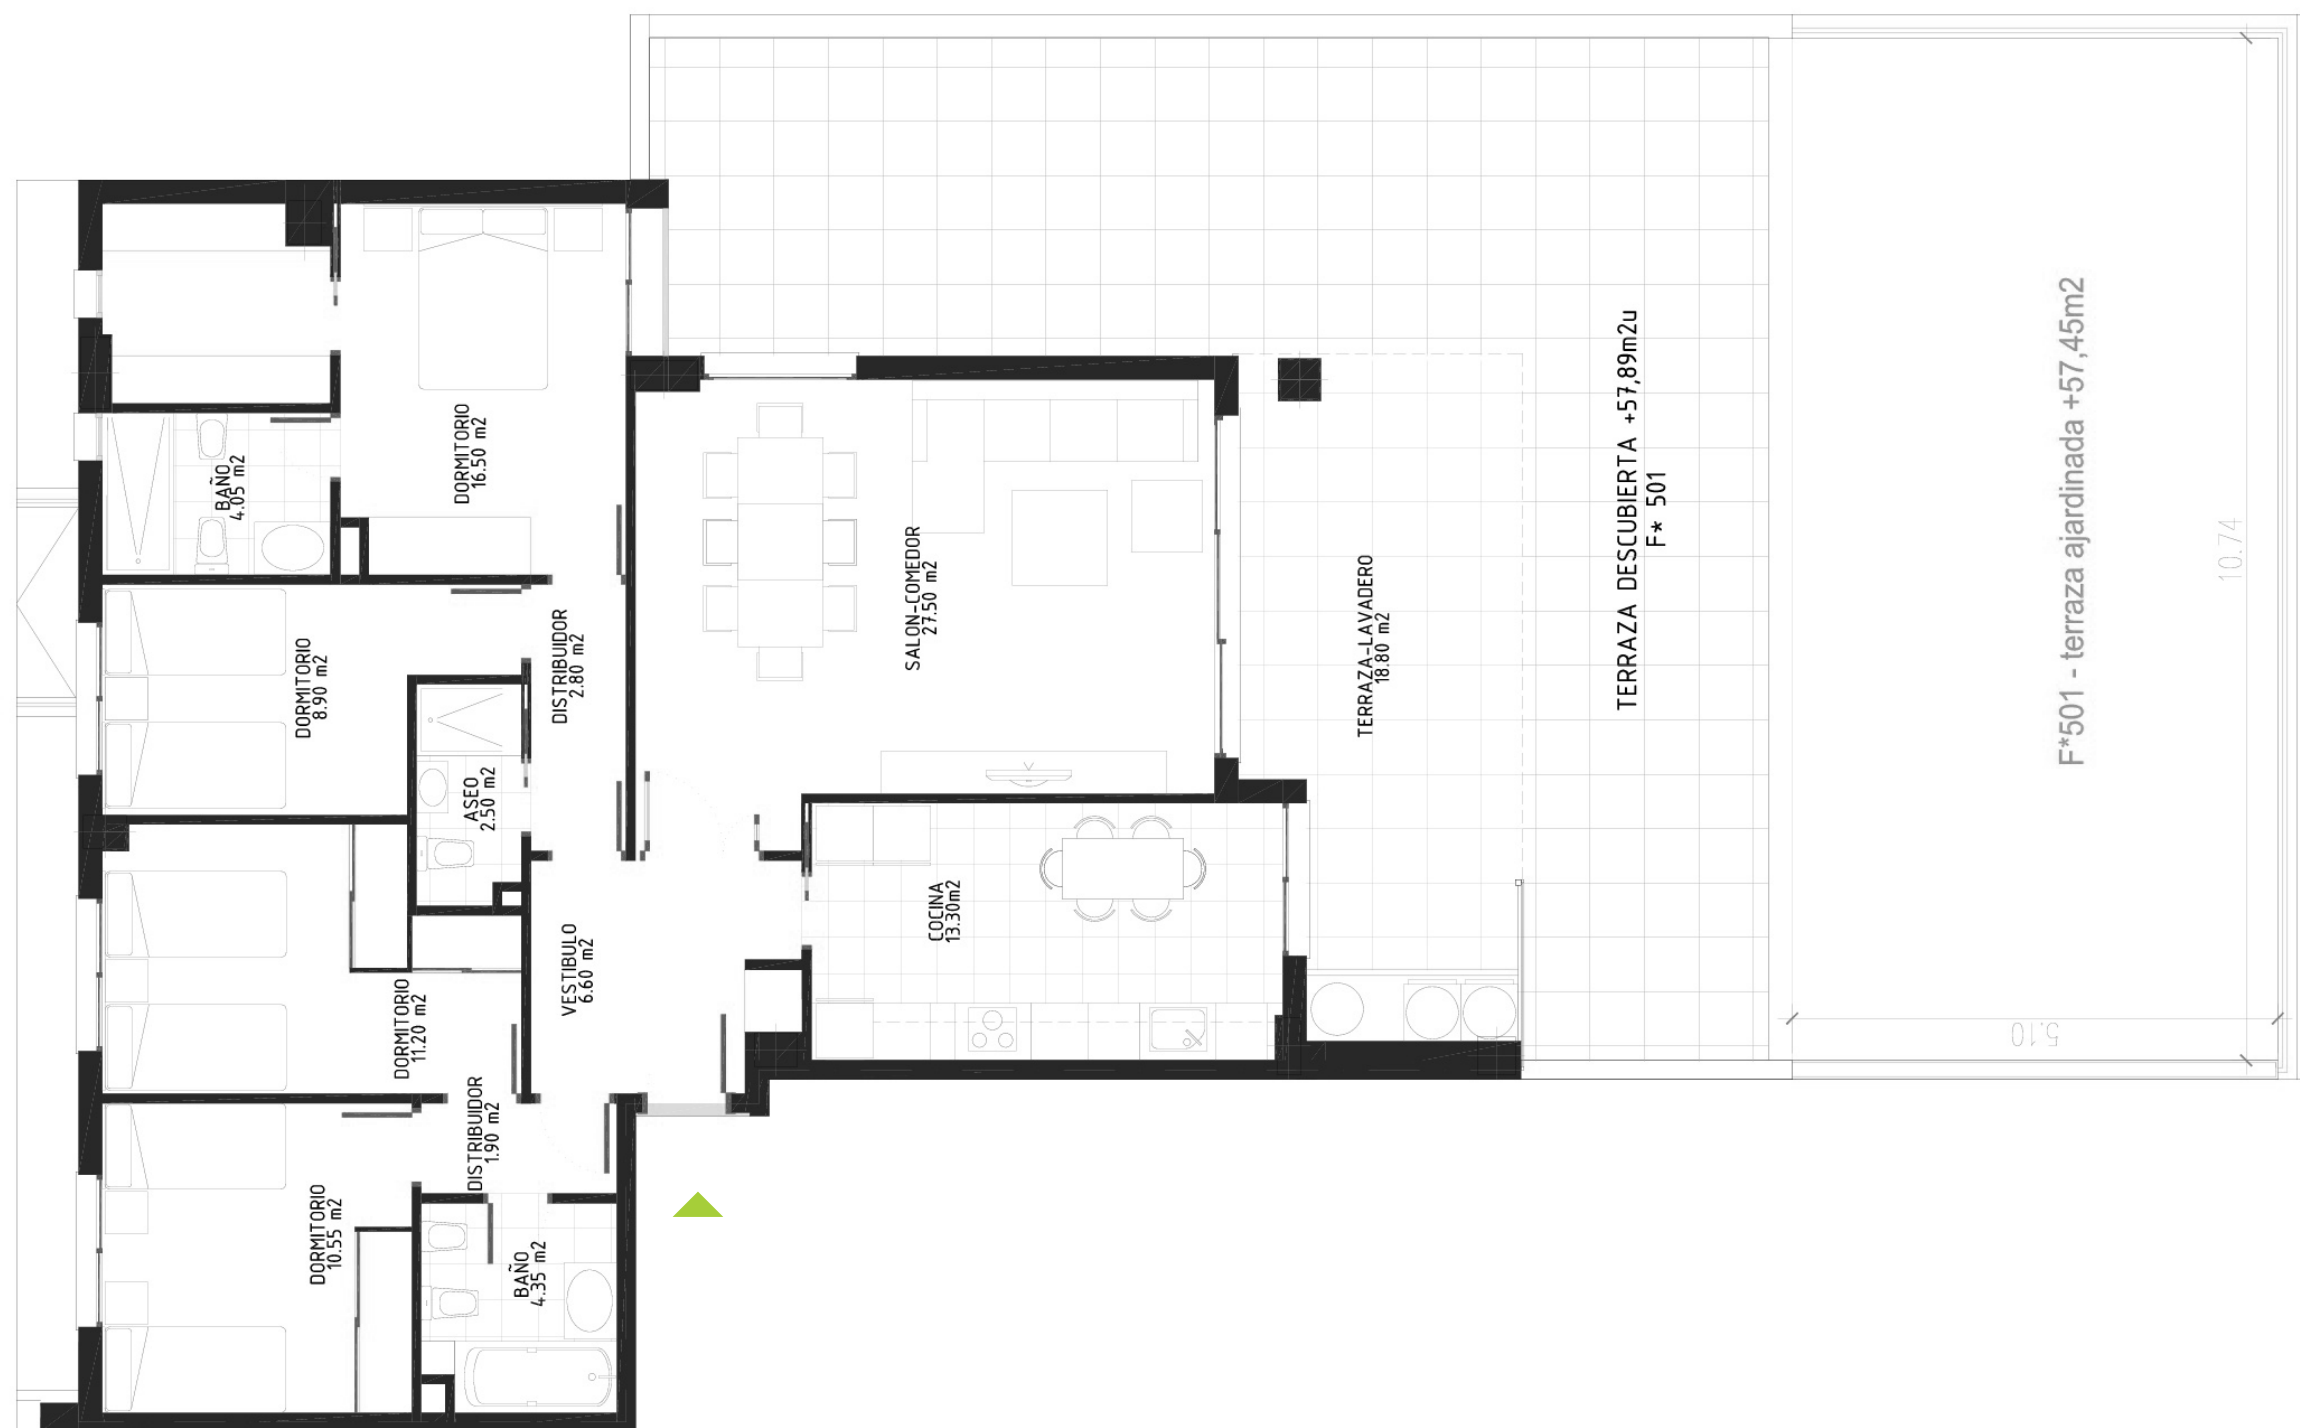 DORMITORIO
16.50 m2
BAÑO
4.05 m2
DORMITORIO
8.90 m2
DISTRIBUIDOR
2.80 m2
ASEO
2.50 m2
SALON-COMEDOR
27.50 m2
TERRAZA-LAVADERO
18.80 m2
TERRAZA DESCUBIERTA +57,89m2u
F* 501
F*501 - terraza ajardinada +57,45m2
10.74
5.10
COCINA
13.30m2
VESTIBULO
6.60 m2
DORMITORIO
11.20 m2
DISTRIBUIDOR
1.90 m2
DORMITORIO
10.55 m2
BAÑO
4.35 m2